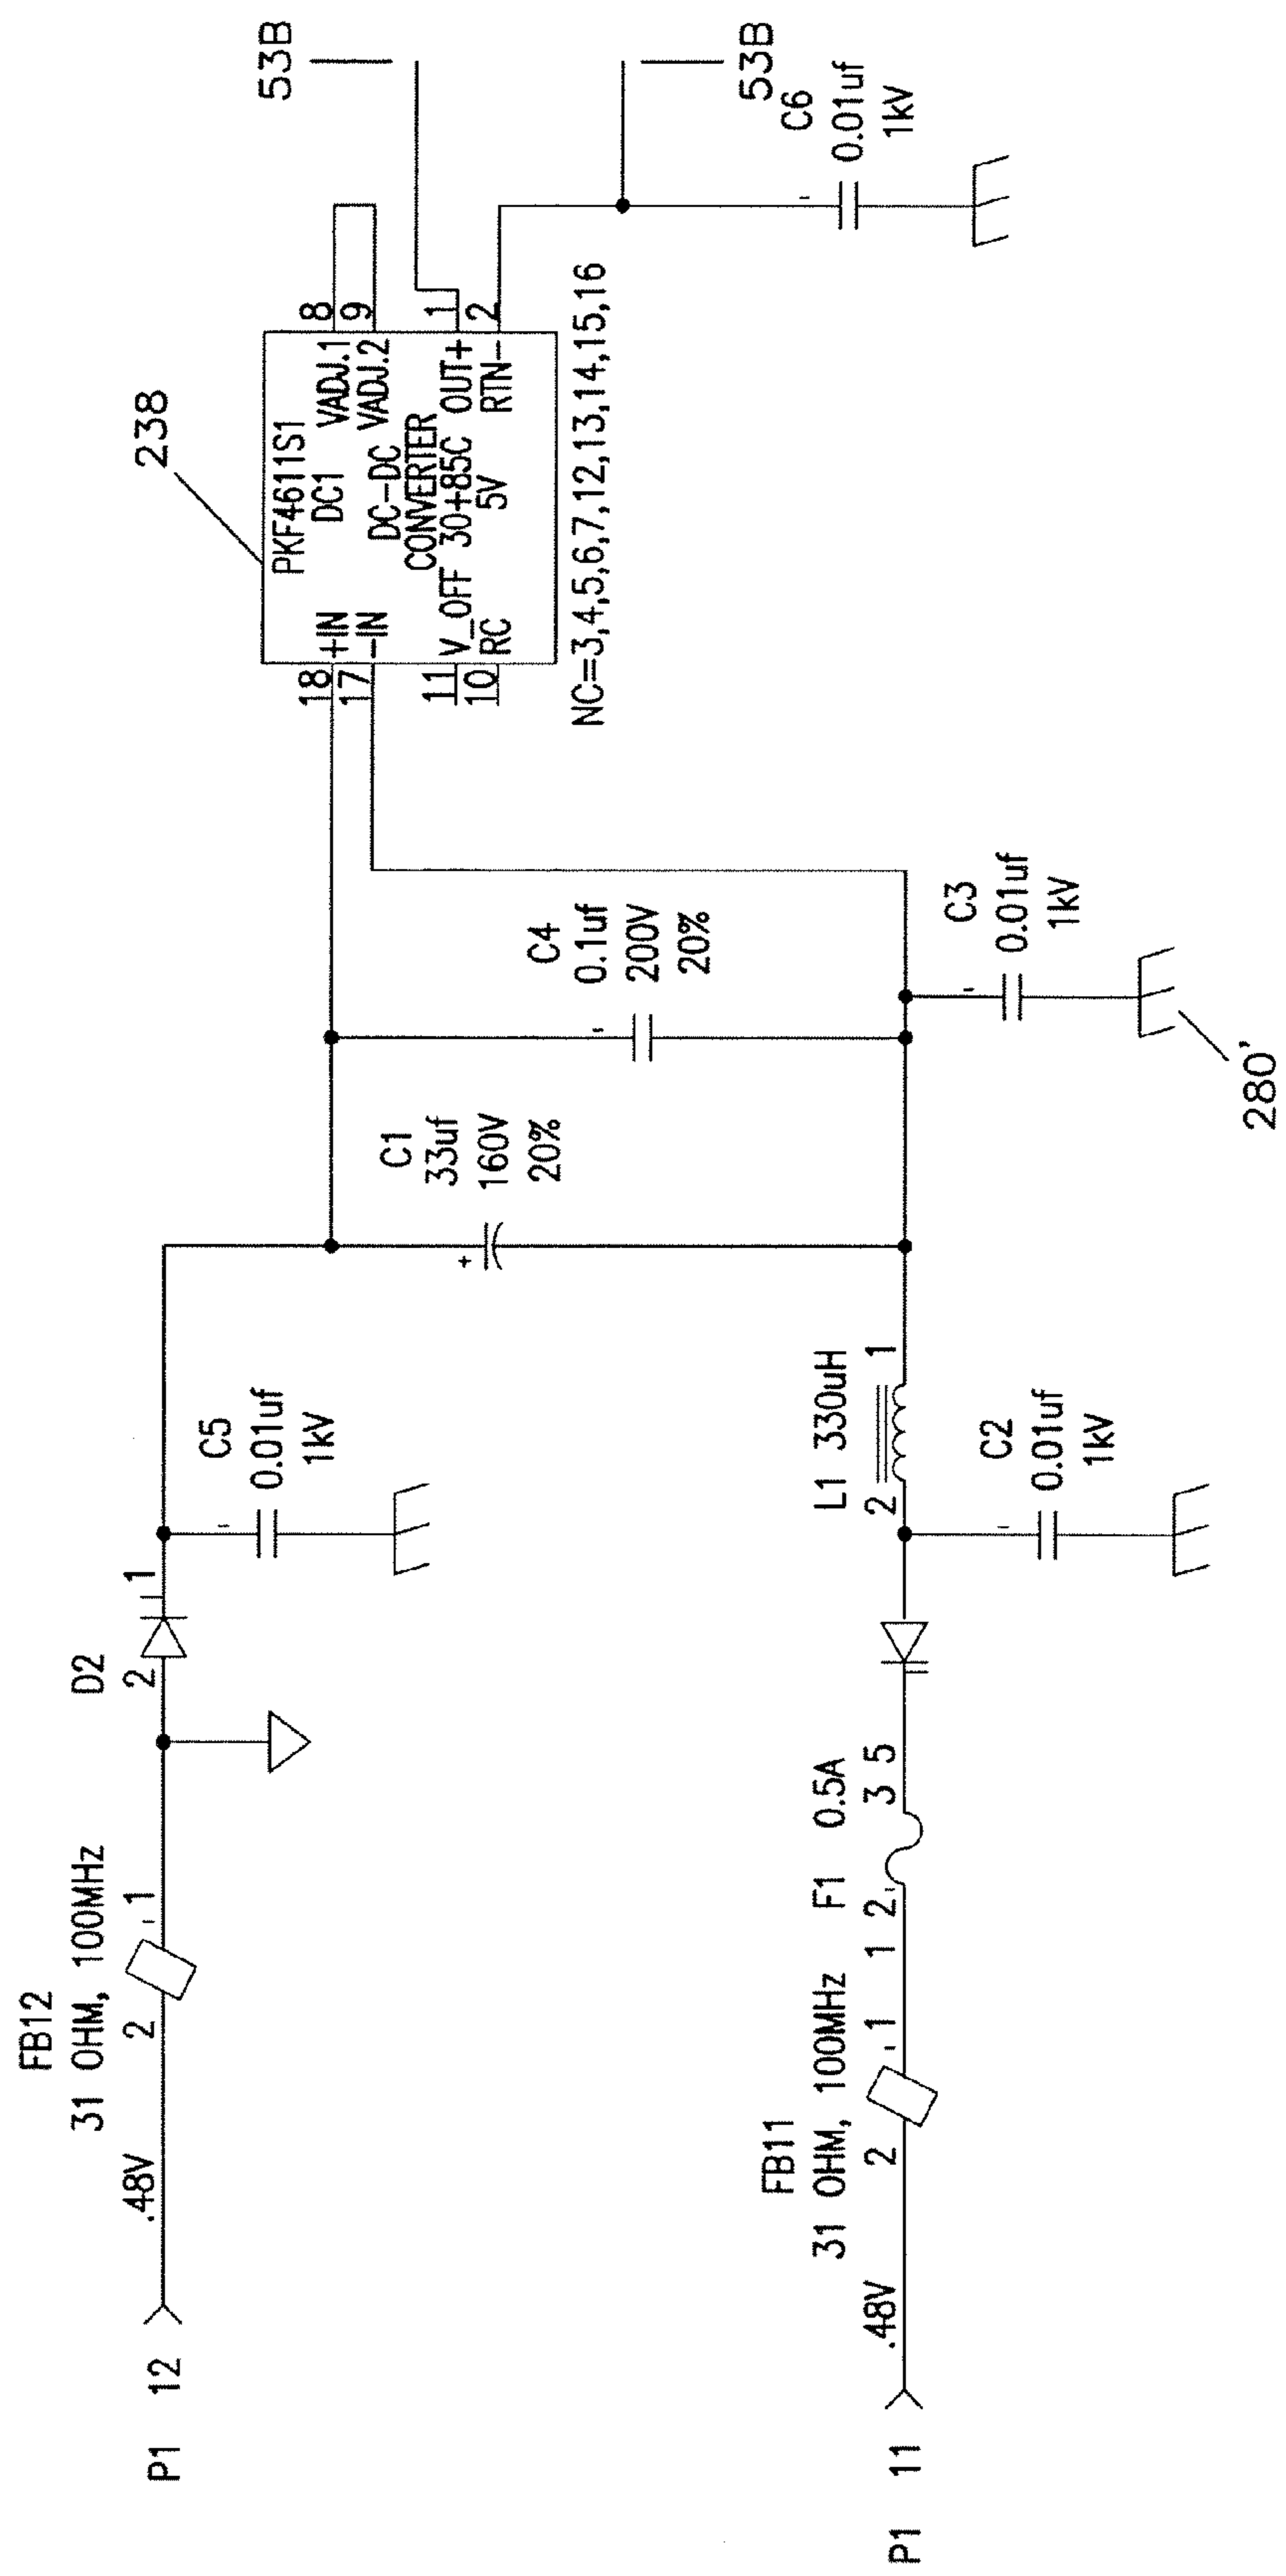 FB12
31 OHM, 100MHz
P1 12
.48V
2
1
D2
2
1
C5
0.01uf
1kV
C1
33uf
160V
20%
+
C4
0.1uf
200V
20%
238
PKF4611S1
DC1
DC-DC
CONVERTER
30+85C
5V
18 +IN
17 -IN
11 V_OFF
10 RC
VADJ.1 8
VADJ.2 9
OUT+ 1
RTN- 2
NC=3,4,5,6,7,12,13,14,15,16
53B
53B
C6
0.01uf
1kV
FB11
31 OHM, 100MHz
P1 11
.48V
2
1
F1 0.5A
1 2
3 5
L1 330uH
2
1
C2
0.01uf
1kV
C3
0.01uf
1kV
280'